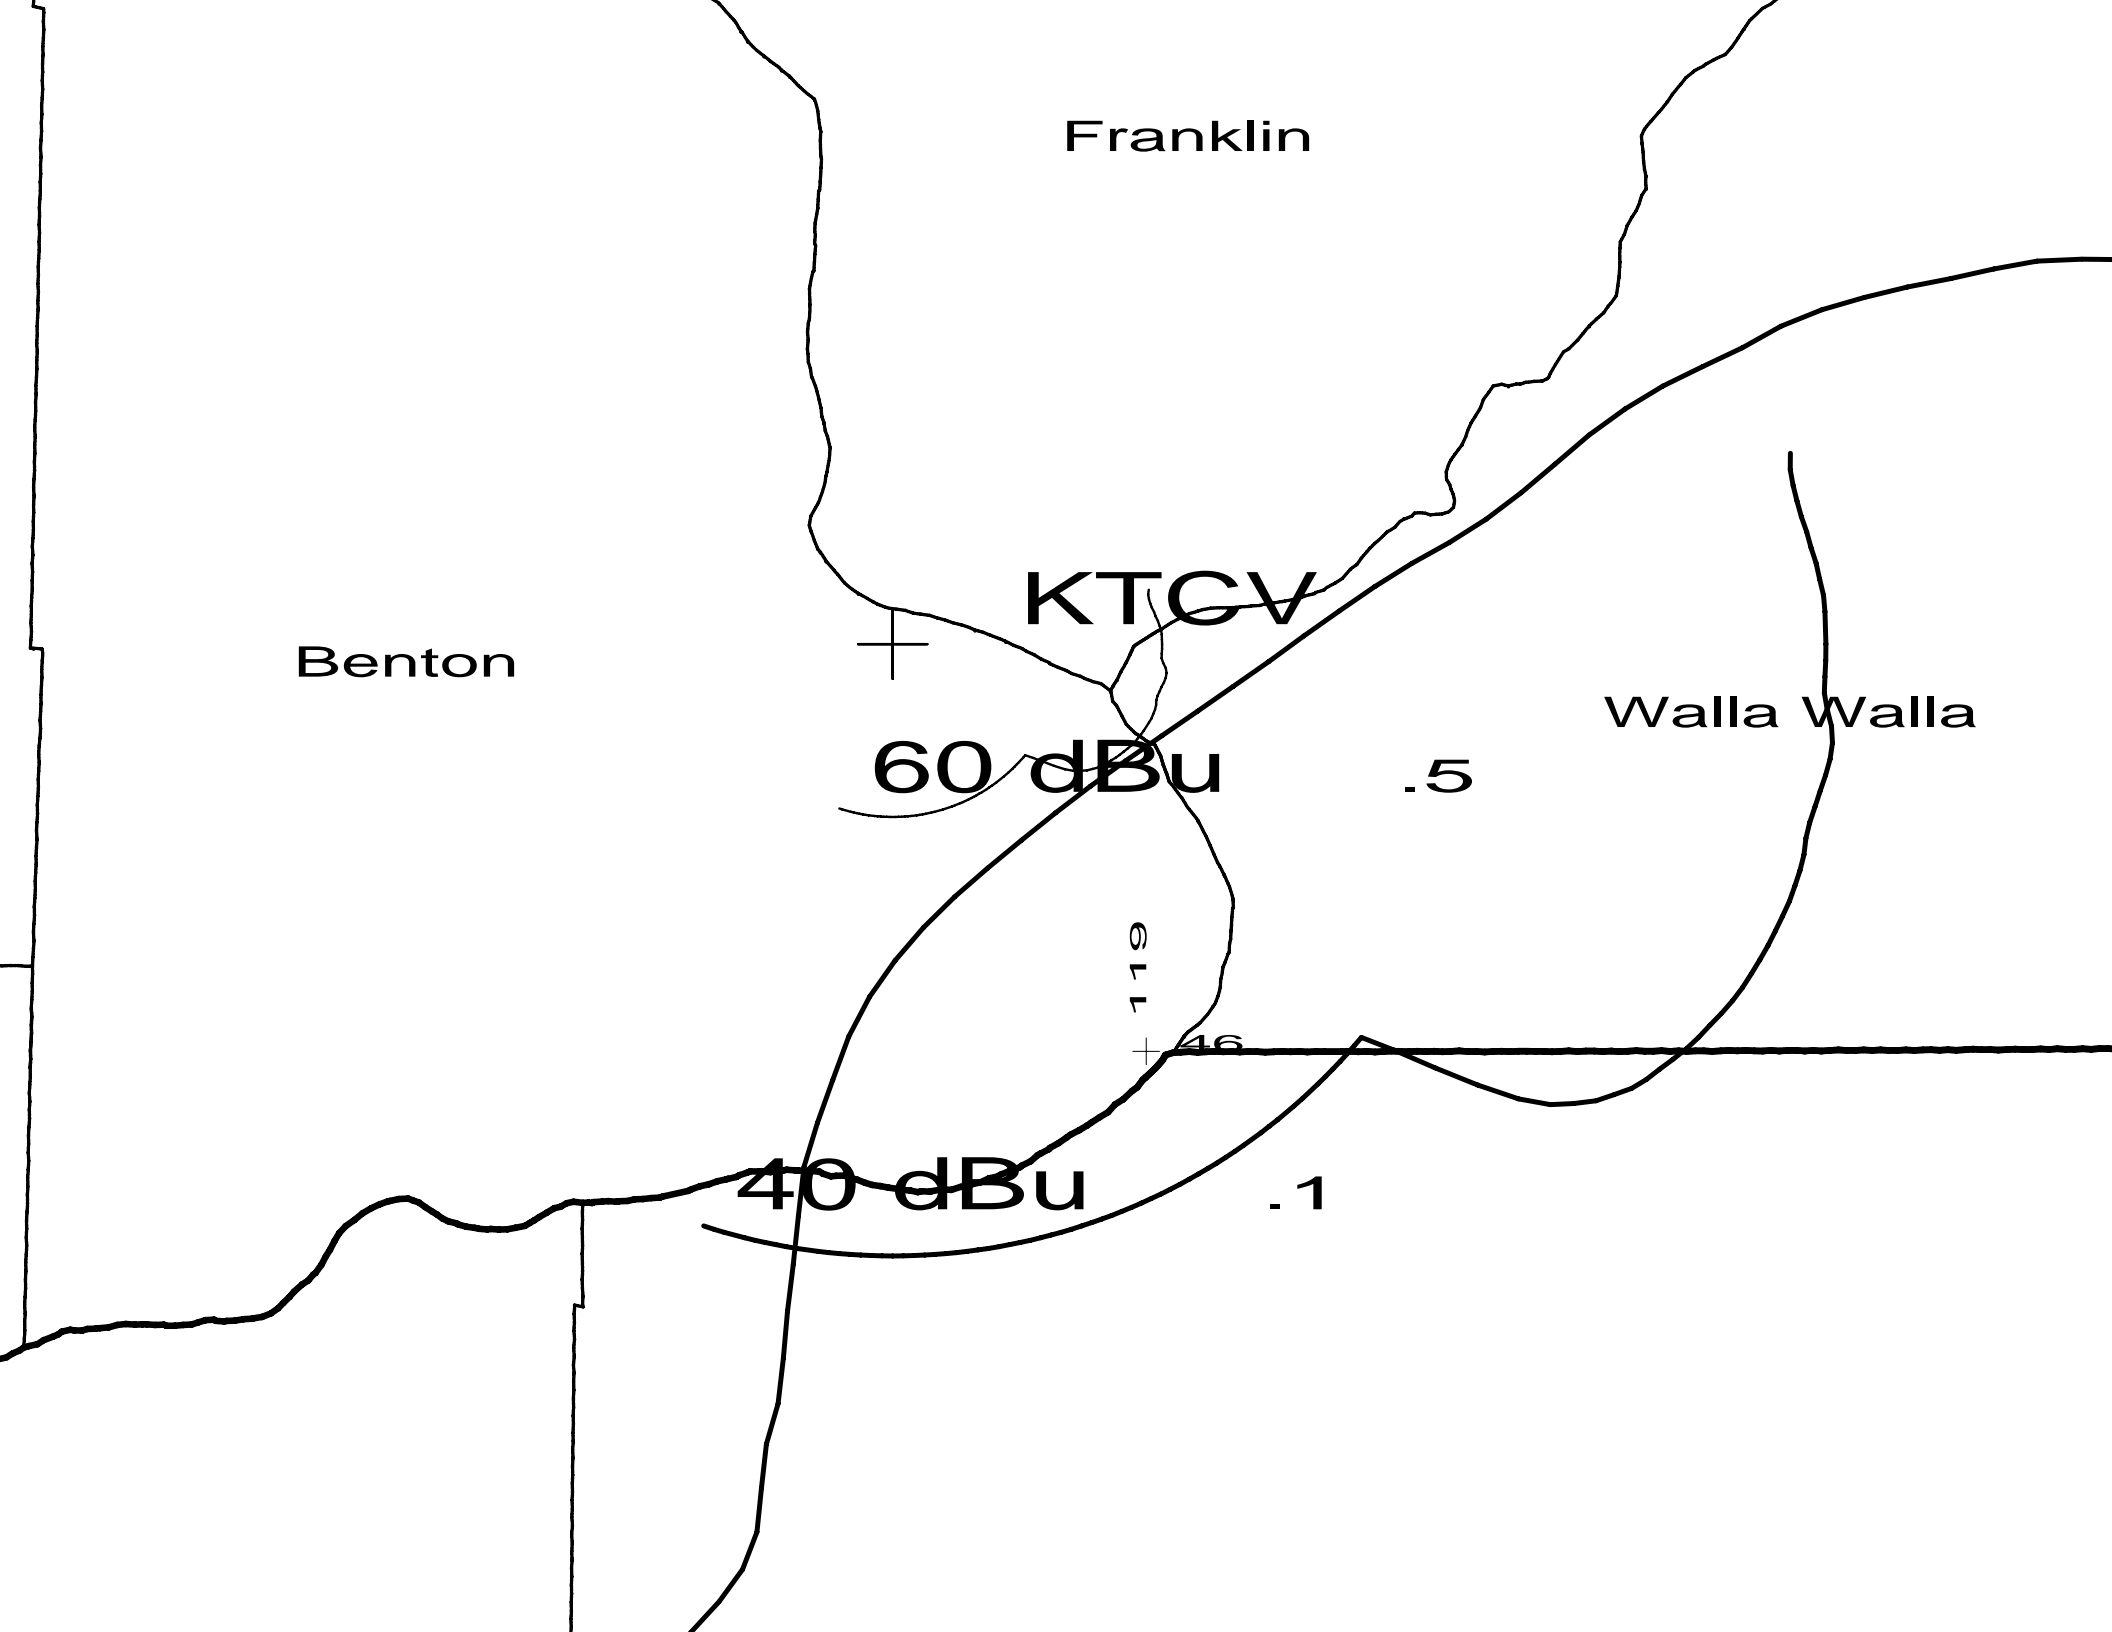 Franklin
KTCV
Benton
Walla Walla
60 dBu
.5
119
46
40 dBu
.1